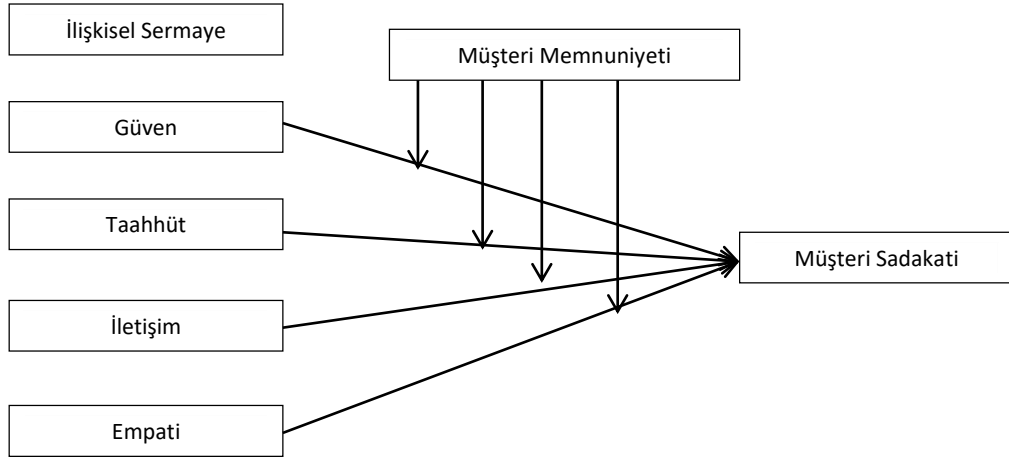 İlişkisel Sermaye
Müşteri Memnuniyeti
Güven
Taahhüt
Müşteri Sadakati
İletişim
Empati